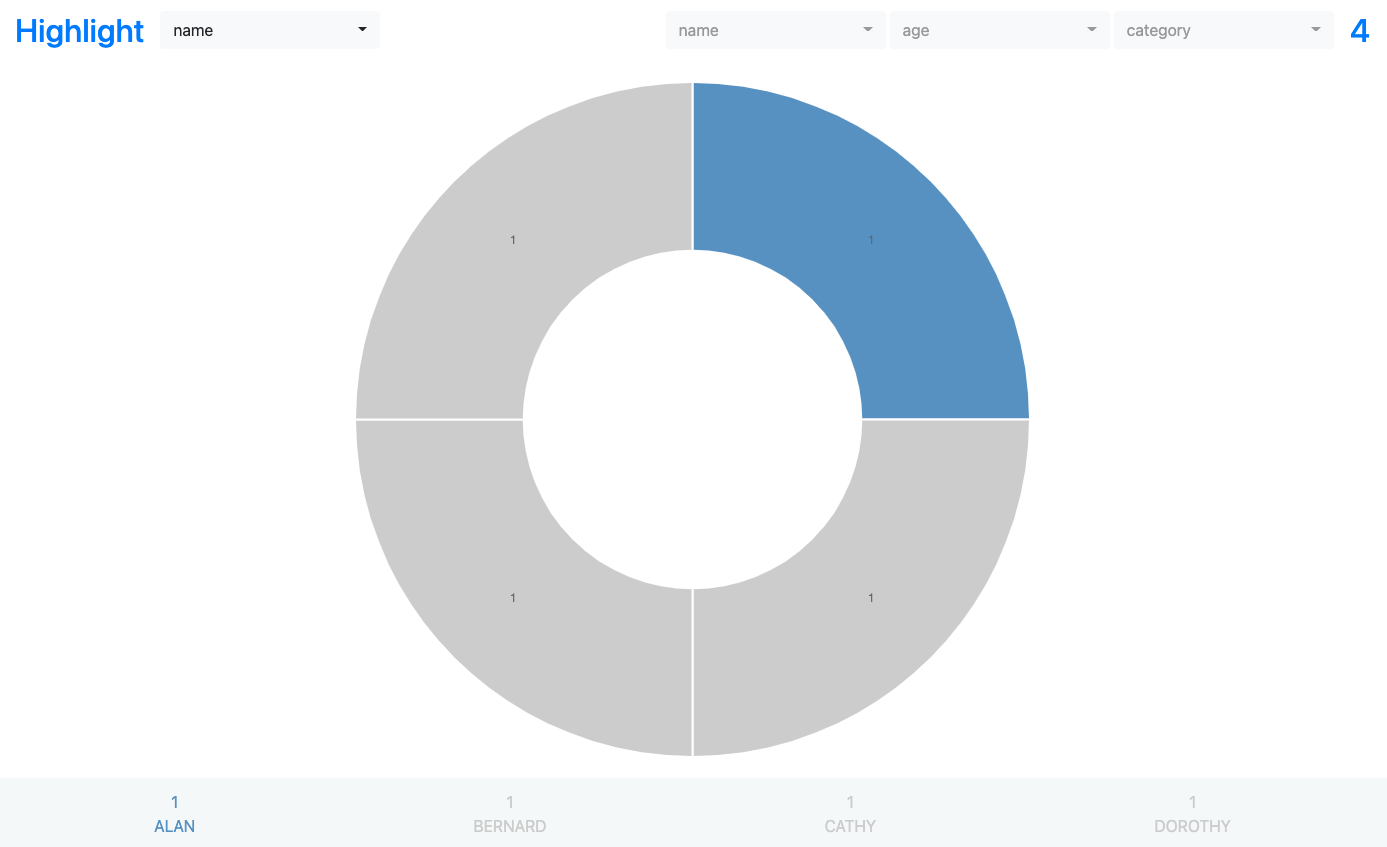 Highlight name name age category 4
1 1
1 1
1 1 1 1
ALAN BERNARD CATHY DOROTHY